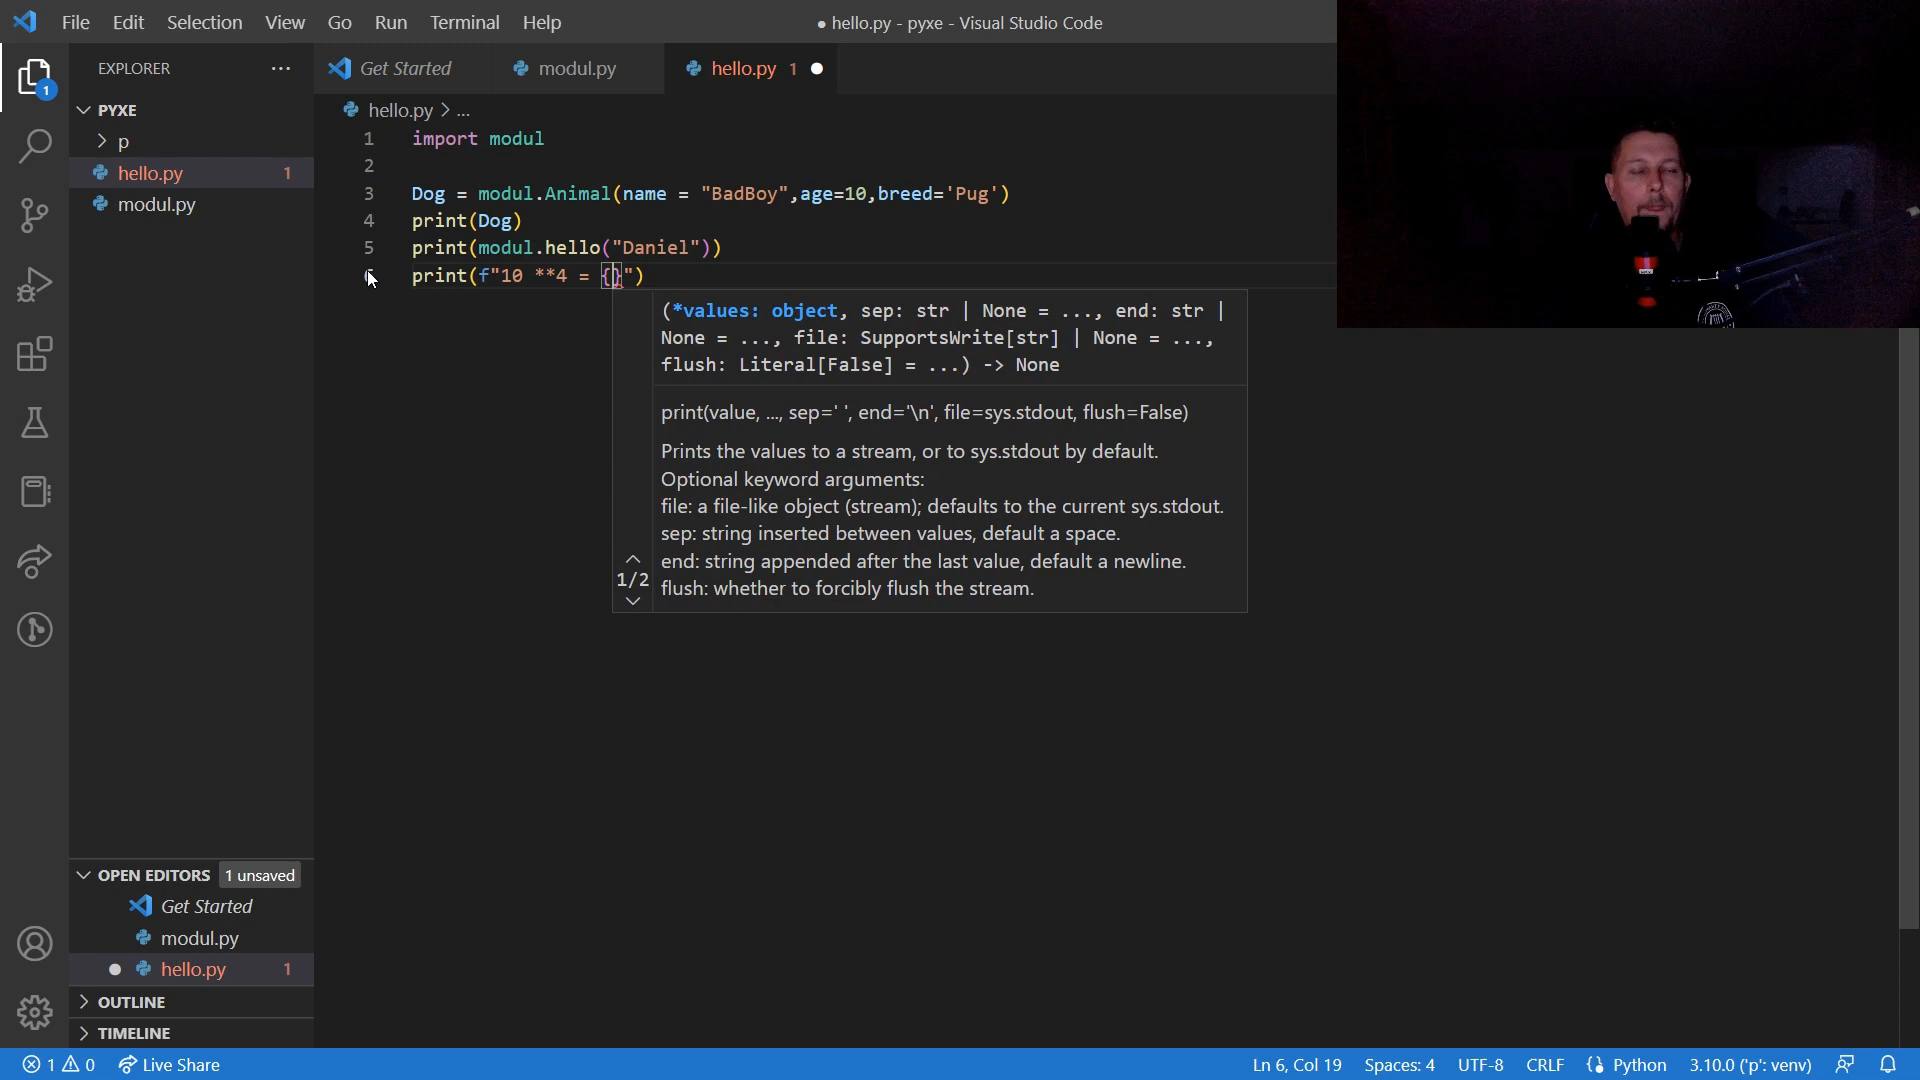 File Edit Selection View Go Run Terminal Help
● hello.py - pyxe - Visual Studio Code
EXPLORER ...
Get Started modul.py hello.py 1
1
PYXE
p
hello.py 1
modul.py
hello.py > ...
1 import modul
2
3 Dog = modul.Animal(name = "BadBoy",age=10,breed='Pug')
4 print(Dog)
5 print(modul.hello("Daniel"))
print(f"10 **4 = {}")
(*values: object, sep: str | None = ..., end: str |
None = ..., file: SupportsWrite[str] | None = ...,
flush: Literal[False] = ...) -> None
print(value, ..., sep=' ', end='\n', file=sys.stdout, flush=False)
Prints the values to a stream, or to sys.stdout by default.
Optional keyword arguments:
file: a file-like object (stream); defaults to the current sys.stdout.
sep: string inserted between values, default a space.
end: string appended after the last value, default a newline.
flush: whether to forcibly flush the stream.
1/2
OPEN EDITORS 1 unsaved
Get Started
modul.py
hello.py 1
OUTLINE
TIMELINE
1 0 Live Share
Ln 6, Col 19 Spaces: 4 UTF-8 CRLF Python 3.10.0 ('p': venv)